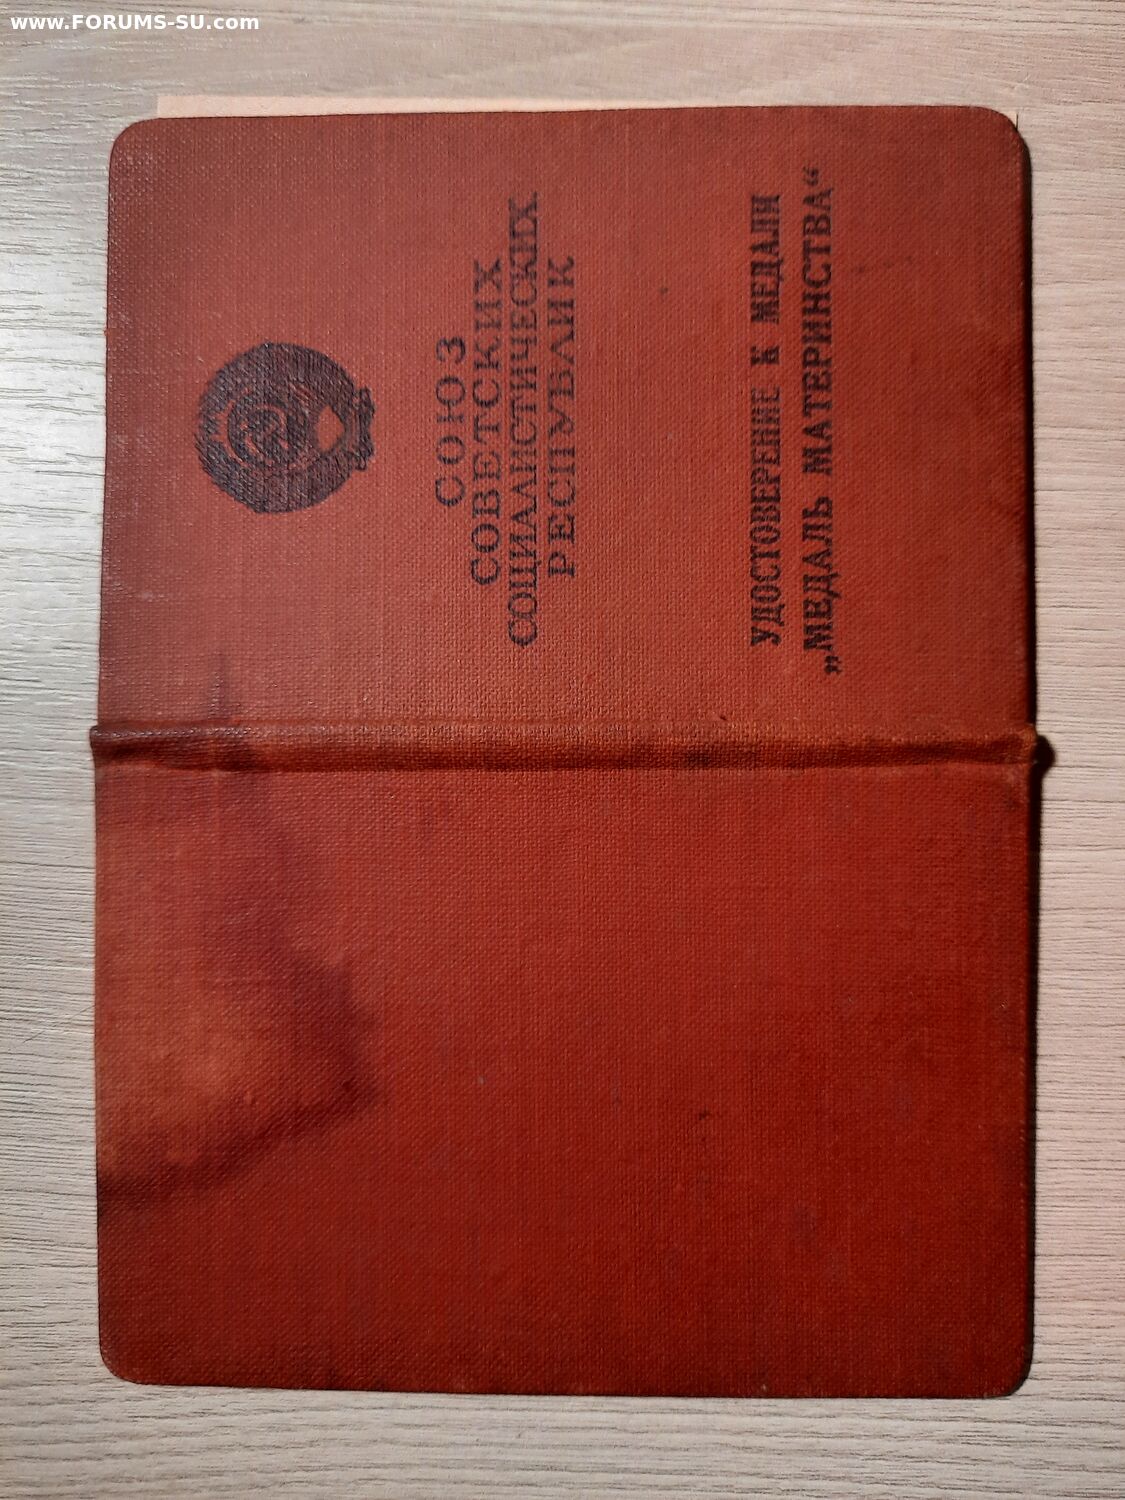 www.FORUMS-SU.com
СОЮЗ
СОВЕТСКИХ
СОЦИАЛИСТИЧЕСКИХ
РЕСПУБЛИК
УДОСТОВЕРЕНИЕ К МЕДАЛИ
„МЕДАЛЬ МАТЕРИНСТВА“